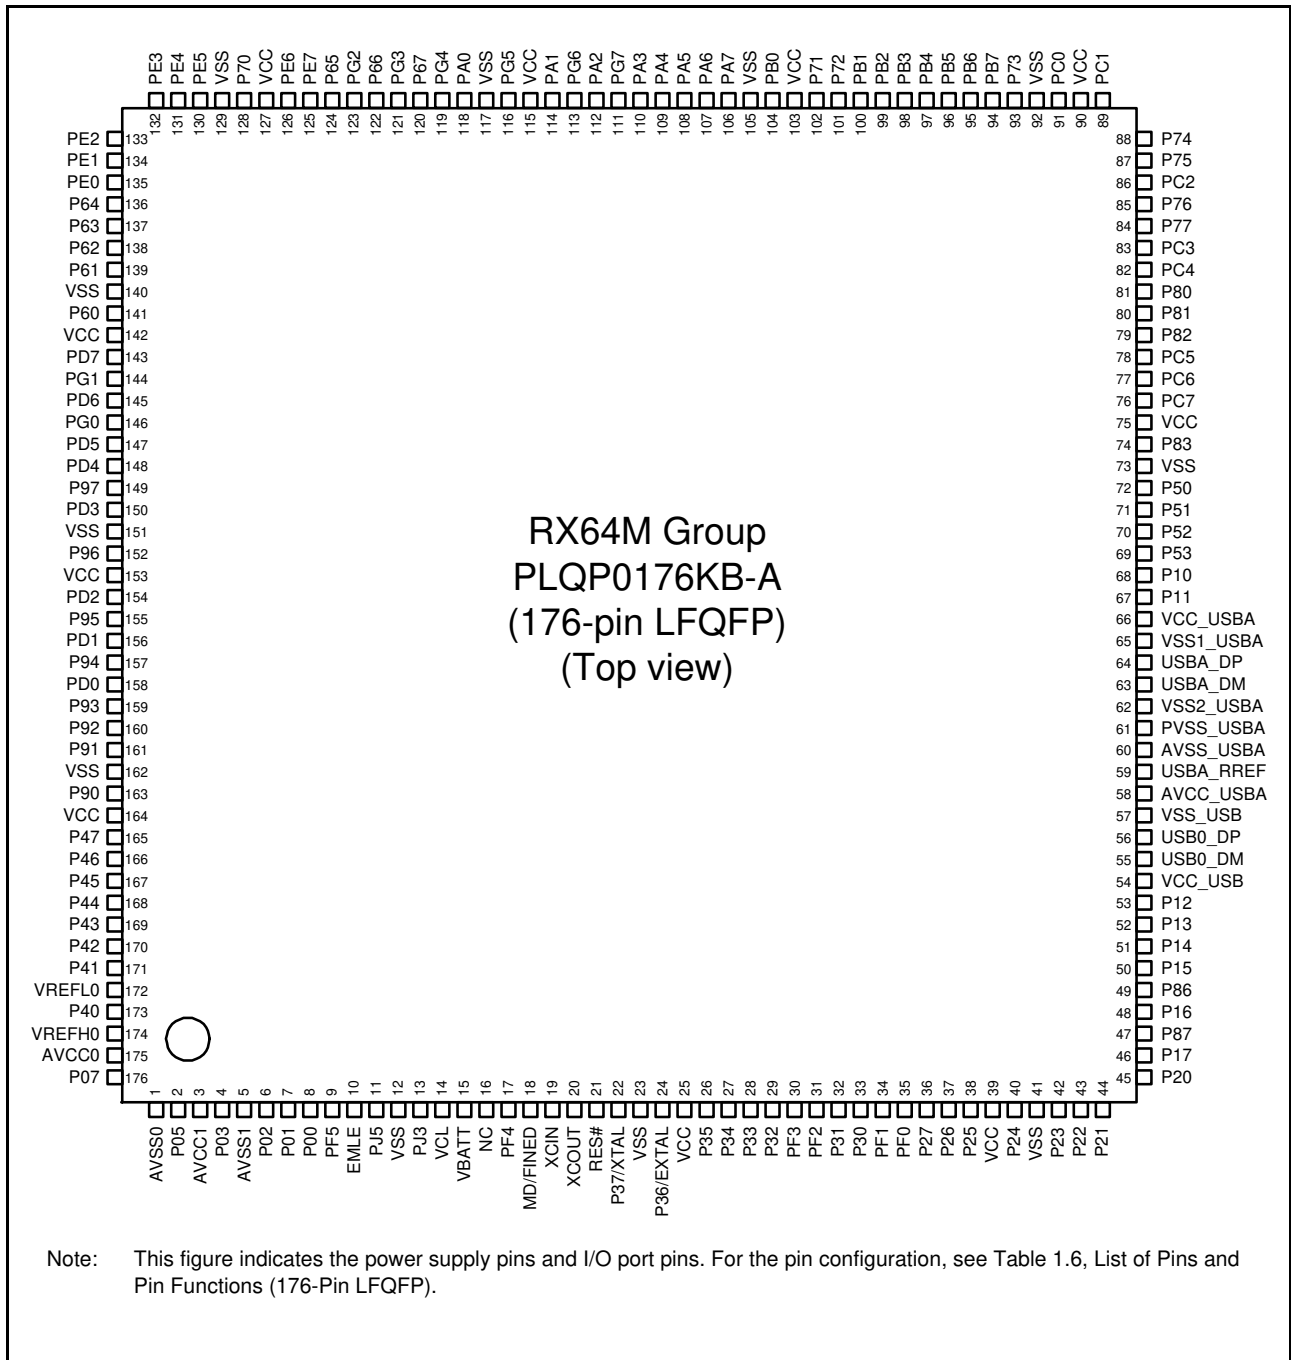 PE3 PE4 PE5 VSS P70 VCC PE6 PE7 P65 PG2 P66 PG3 P67 PG4 PA0 VSS PG5 VCC PA1 PG6 PA2 PG7 PA3 PA4 PA5 PA6 PA7 VSS PB0 VCC P71 P72 PB1 PB2 PB3 PB4 PB5 PB6 PB7 P73 VSS PC0 VCC PC1
132 131 130 129 128 127 126 125 124 123 122 121 120 119 118 117 116 115 114 113 112 111 110 109 108 107 106 105 104 103 102 101 100 99 98 97 96 95 94 93 92 91 90 89
PE2 133 88 P74
PE1 134 87 P75
PE0 135 86 PC2
P64 136 85 P76
P63 137 84 P77
P62 138 83 PC3
P61 139 82 PC4
VSS 140 81 P80
P60 141 80 P81
VCC 142 79 P82
PD7 143 78 PC5
PG1 144 77 PC6
PD6 145 76 PC7
PG0 146 75 VCC
PD5 147 74 P83
PD4 148 73 VSS
P97 149 72 P50
PD3 150 71 P51
VSS 151 70 P52
P96 152 69 P53
VCC 153 68 P10
PD2 154 67 P11
P95 155 66 VCC_USBA
PD1 156 65 VSS1_USBA
P94 157 64 USBA_DP
PD0 158 63 USBA_DM
P93 159 62 VSS2_USBA
P92 160 61 PVSS_USBA
P91 161 60 AVSS_USBA
VSS 162 59 USBA_RREF
P90 163 58 AVCC_USBA
VCC 164 57 VSS_USB
P47 165 56 USB0_DP
P46 166 55 USB0_DM
P45 167 54 VCC_USB
P44 168 53 P12
P43 169 52 P13
P42 170 51 P14
P41 171 50 P15
VREFL0 172 49 P86
P40 173 48 P16
VREFH0 174 47 P87
AVCC0 175 46 P17
P07 176 45 P20
RX64M Group
PLQP0176KB-A
(176-pin LFQFP)
(Top view)
1 2 3 4 5 6 7 8 9 10 11 12 13 14 15 16 17 18 19 20 21 22 23 24 25 26 27 28 29 30 31 32 33 34 35 36 37 38 39 40 41 42 43 44
AVSS0 P05 AVCC1 P03 AVSS1 P02 P01 P00 PF5 EMLE PJ5 VSS PJ3 VCL VBATT NC PF4 MD/FINED XCIN XCOUT RES# P37/XTAL VSS P36/EXTAL VCC P35 P34 P33 P32 PF3 PF2 P31 P30 PF1 PF0 P27 P26 P25 VCC P24 VSS P23 P22 P21
Note: This figure indicates the power supply pins and I/O port pins. For the pin configuration, see Table 1.6, List of Pins and
Pin Functions (176-Pin LFQFP).